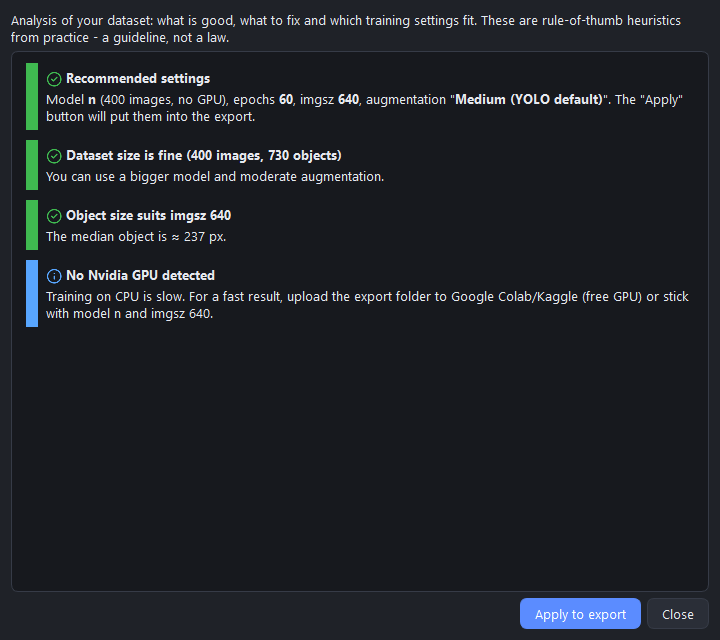 Analysis of your dataset: what is good, what to fix and which training settings fit. These are rule-of-thumb heuristics
from practice - a guideline, not a law.
Recommended settings
Model n (400 images, no GPU), epochs 60, imgsz 640, augmentation "Medium (YOLO default)". The "Apply"
button will put them into the export.
Dataset size is fine (400 images, 730 objects)
You can use a bigger model and moderate augmentation.
Object size suits imgsz 640
The median object is ≈ 237 px.
No Nvidia GPU detected
Training on CPU is slow. For a fast result, upload the export folder to Google Colab/Kaggle (free GPU) or stick
with model n and imgsz 640.
Apply to export
Close